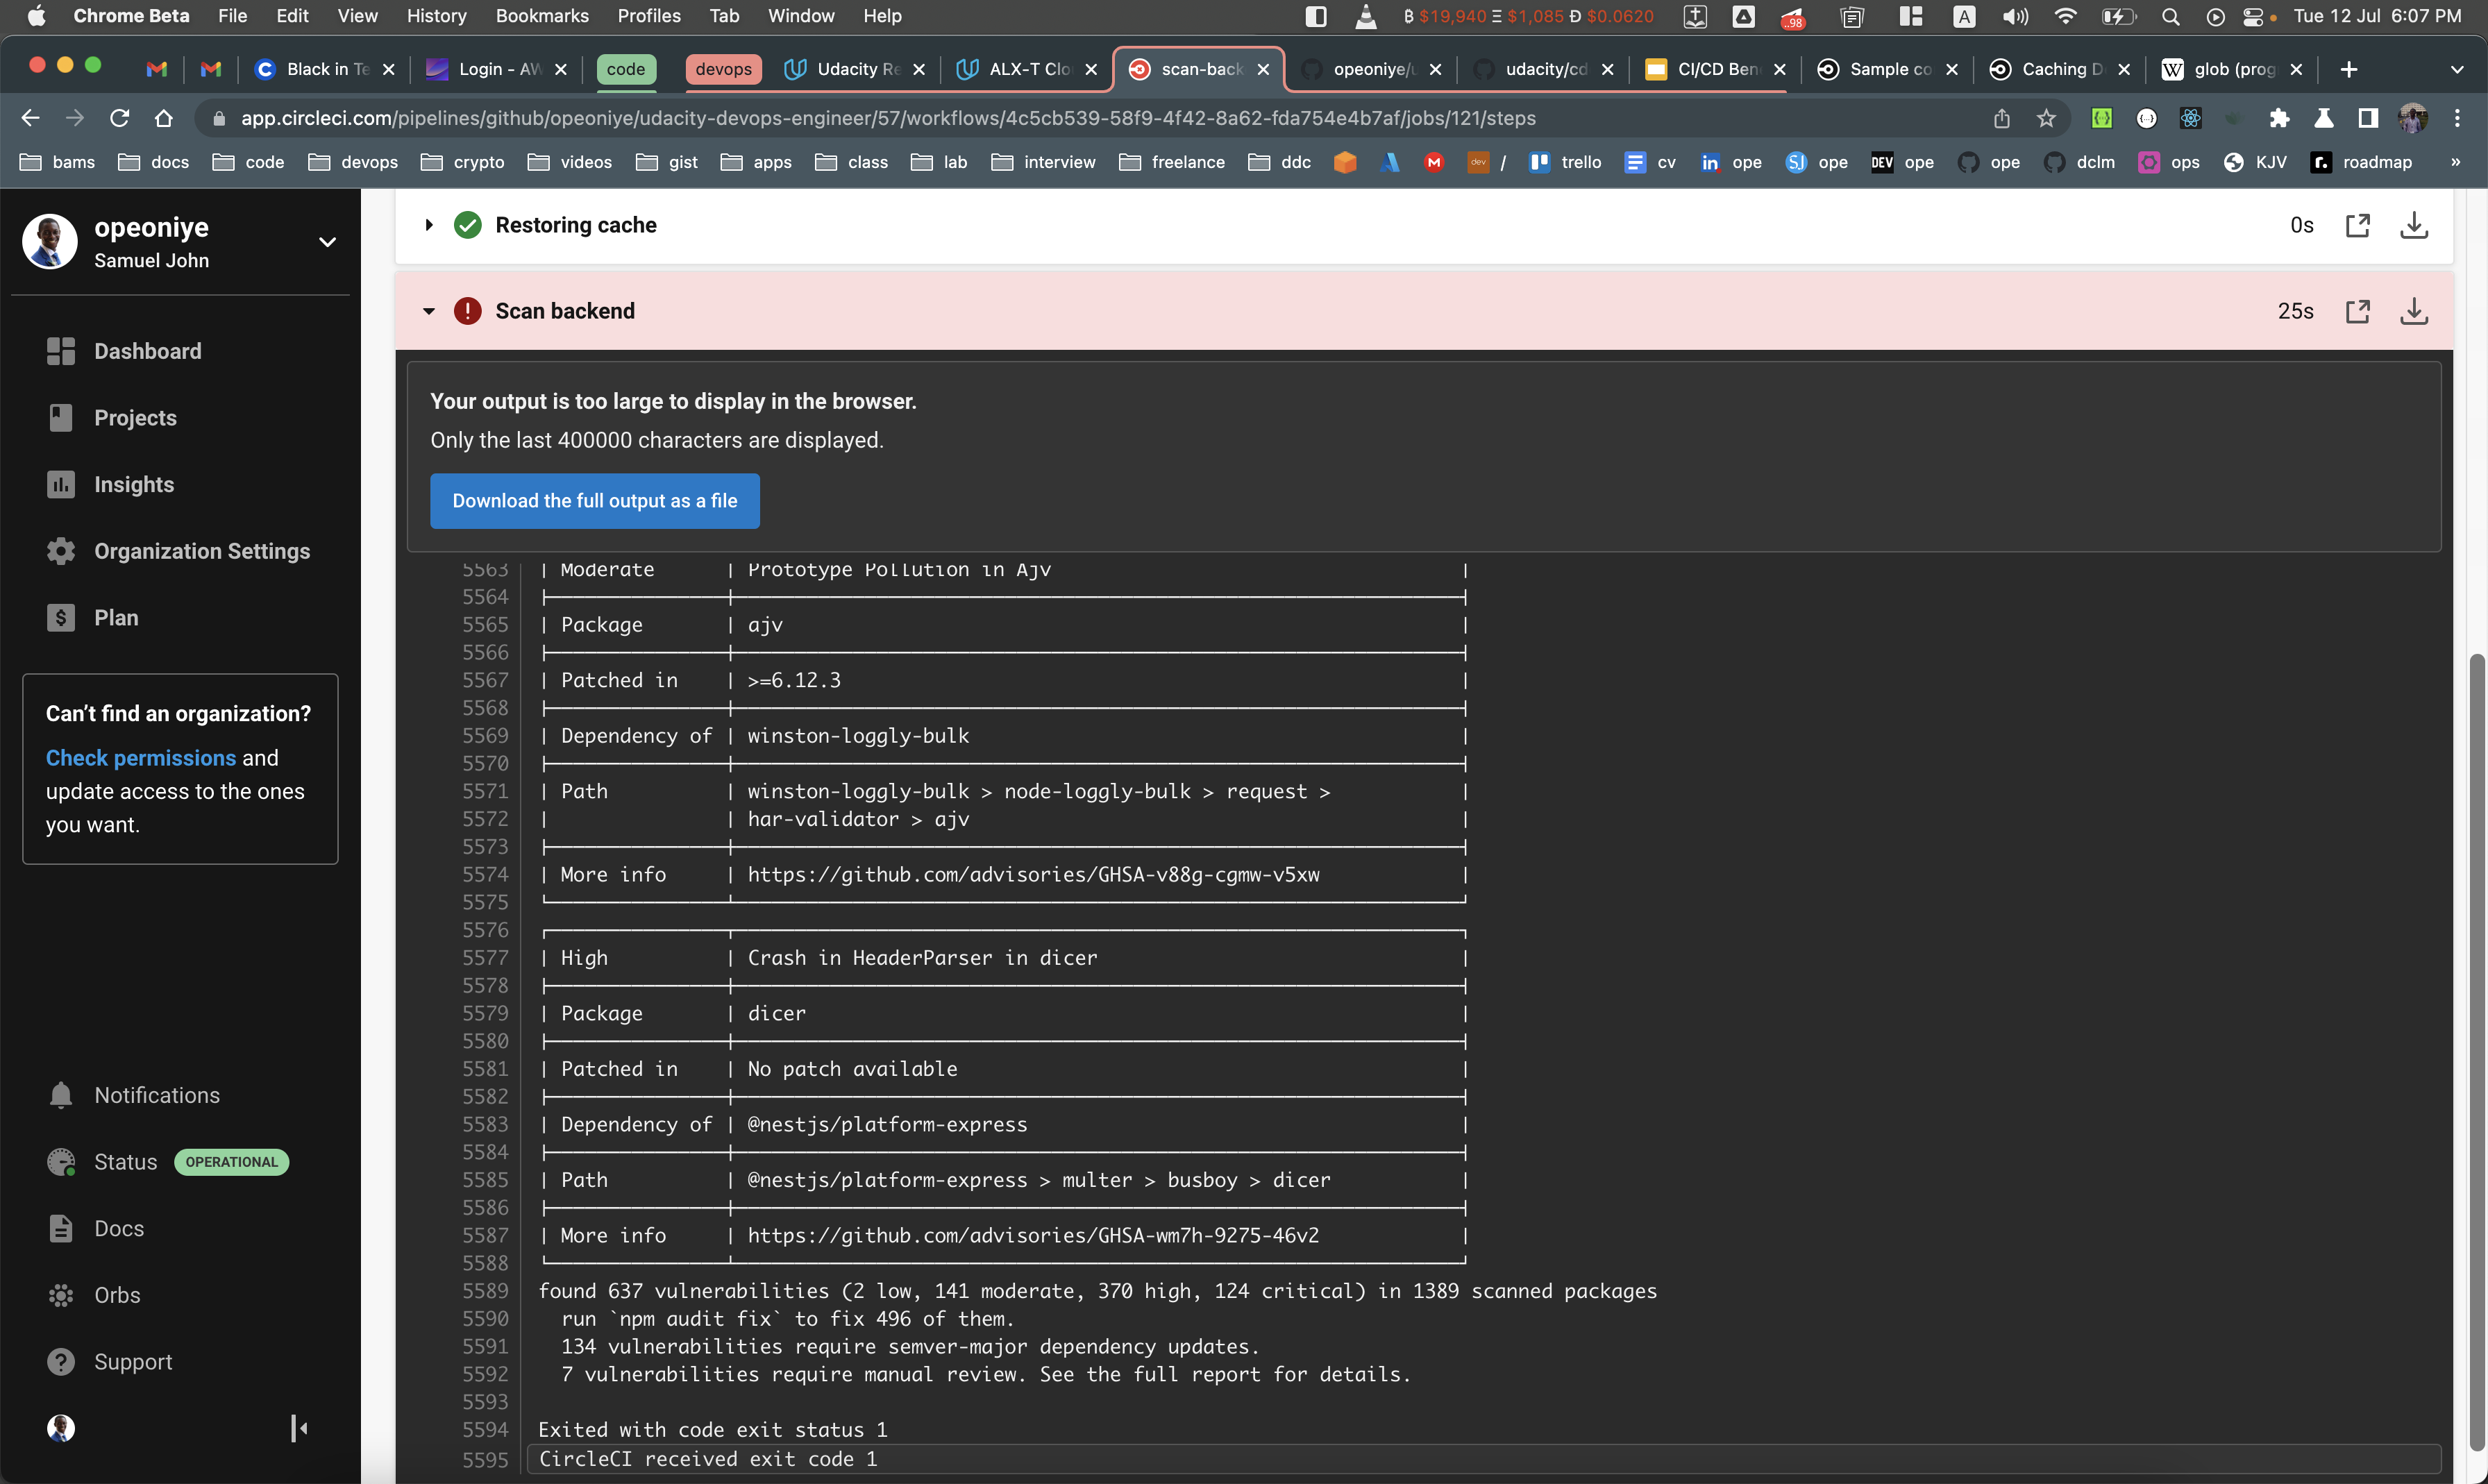 Chrome Beta File Edit View History Bookmarks Profiles Tab Window Help
₿ $19,940 Ξ $1,085 Ð $0.0620 ..98 A Tue 12 Jul 6:07 PM
Black in Te Login - AW code devops Udacity Re ALX-T Clo scan-back opeoniye/u udacity/cd CI/CD Ben Sample co Caching D glob (prog
app.circleci.com/pipelines/github/opeoniye/udacity-devops-engineer/57/workflows/4c5cb539-58f9-4f42-8a62-fda754e4b7af/jobs/121/steps
bams docs code devops crypto videos gist apps class lab interview freelance ddc dev / trello cv in ope SJ ope DEV ope ope dclm ops KJV r. roadmap »
opeoniye
Samuel John
Dashboard
Projects
Insights
Organization Settings
Plan
Can't find an organization?
Check permissions and
update access to the ones
you want.
Notifications
Status OPERATIONAL
Docs
Orbs
Support
Restoring cache 0s
Scan backend 25s
Your output is too large to display in the browser.
Only the last 400000 characters are displayed.
Download the full output as a file
5563 | Moderate | Prototype Pollution in Ajv |
5564
5565 | Package | ajv |
5566
5567 | Patched in | >=6.12.3 |
5568
5569 | Dependency of | winston-loggly-bulk |
5570
5571 | Path | winston-loggly-bulk > node-loggly-bulk > request > |
5572 | | har-validator > ajv |
5573
5574 | More info | https://github.com/advisories/GHSA-v88g-cgmw-v5xw |
5575
5576
5577 | High | Crash in HeaderParser in dicer |
5578
5579 | Package | dicer |
5580
5581 | Patched in | No patch available |
5582
5583 | Dependency of | @nestjs/platform-express |
5584
5585 | Path | @nestjs/platform-express > multer > busboy > dicer |
5586
5587 | More info | https://github.com/advisories/GHSA-wm7h-9275-46v2 |
5588
5589 found 637 vulnerabilities (2 low, 141 moderate, 370 high, 124 critical) in 1389 scanned packages
5590 run `npm audit fix` to fix 496 of them.
5591 134 vulnerabilities require semver-major dependency updates.
5592 7 vulnerabilities require manual review. See the full report for details.
5593
5594 Exited with code exit status 1
5595 CircleCI received exit code 1